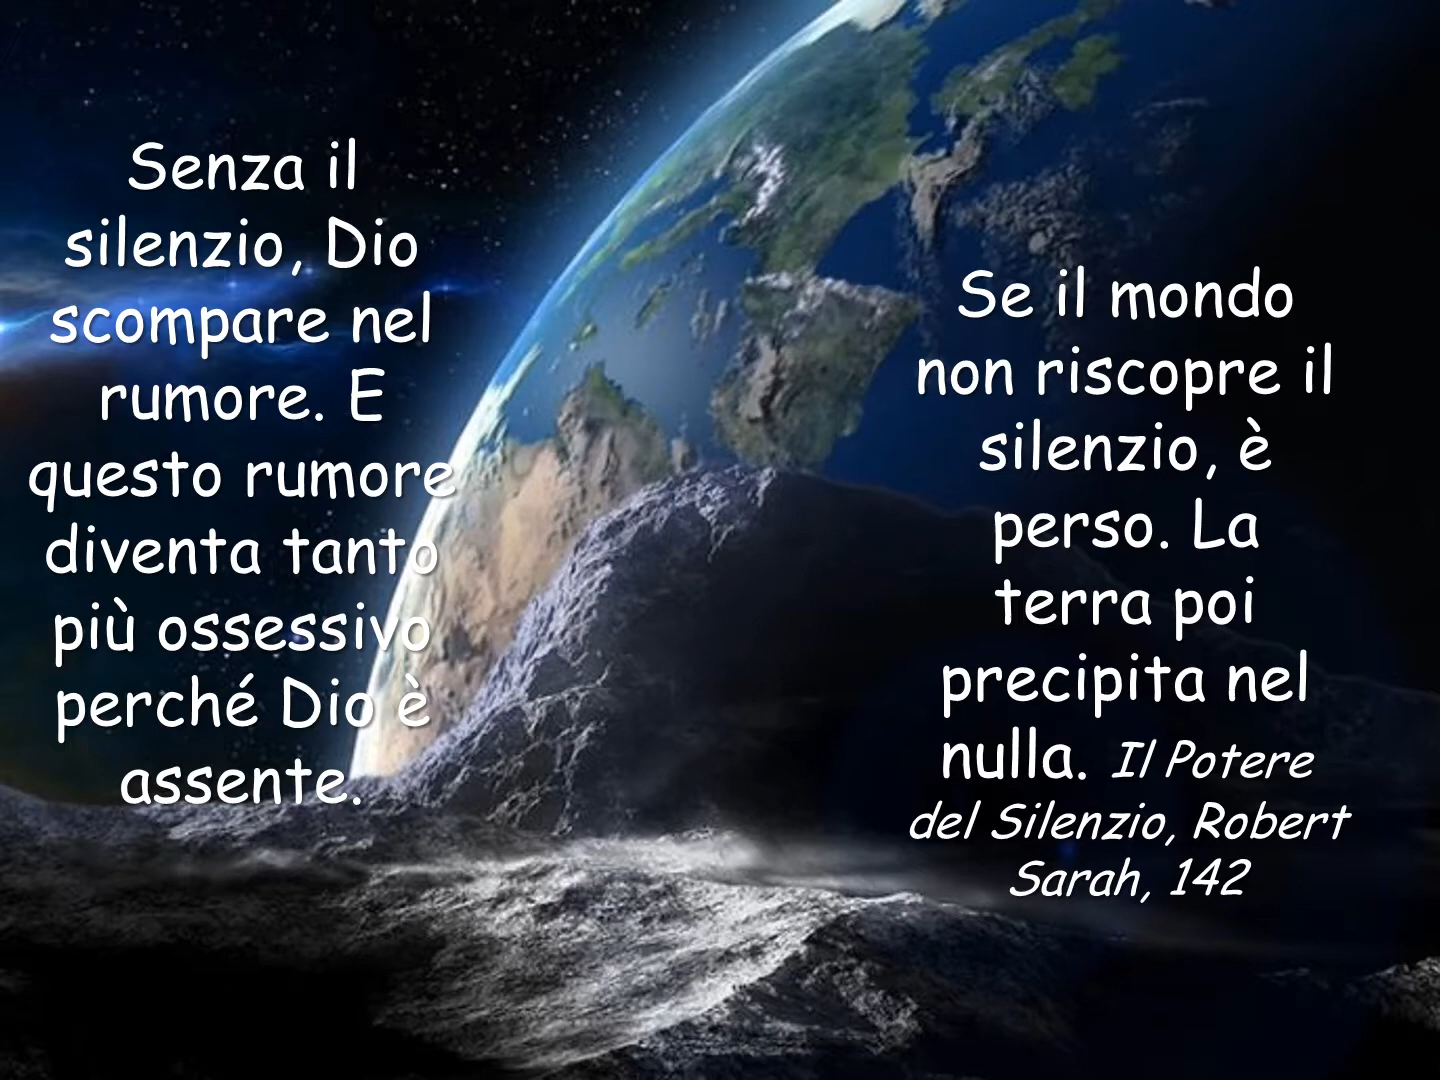 Senza il
silenzio, Dio
scompare nel
rumore. E
questo rumore
diventa tanto
più ossessivo
perché Dio è
assente.
Se il mondo
non riscopre il
silenzio, è
perso. La
terra poi
precipita nel
nulla. Il Potere
del Silenzio, Robert
Sarah, 142